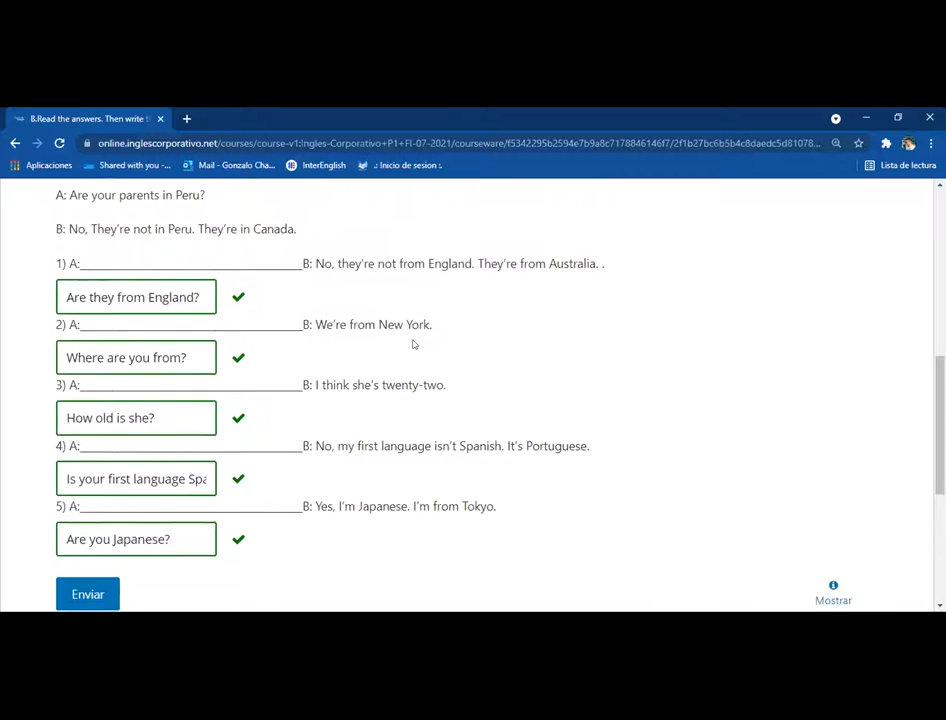 B.Read the answers. Then write t
online.inglescorporativo.net/courses/course-v1:Ingles-Corporativo+P1+FI-07-2021/courseware/f5342295b2594e7b9a8c7178846146f7/2f1b27bc6b5b4c8daedc5d81078...
Aplicaciones
Shared with you -...
Mail - Gonzalo Cha...
InterEnglish
.: Inicio de sesion :.
Lista de lectura
A: Are your parents in Peru?
B: No, They're not in Peru. They're in Canada.
1) A:______________________________B: No, they're not from England. They're from Australia. .
Are they from England?
2) A:______________________________B: We're from New York.
Where are you from?
3) A:______________________________B: I think she's twenty-two.
How old is she?
4) A:______________________________B: No, my first language isn't Spanish. It's Portuguese.
Is your first language Spa
5) A:______________________________B: Yes, I'm Japanese. I'm from Tokyo.
Are you Japanese?
Enviar
Mostrar